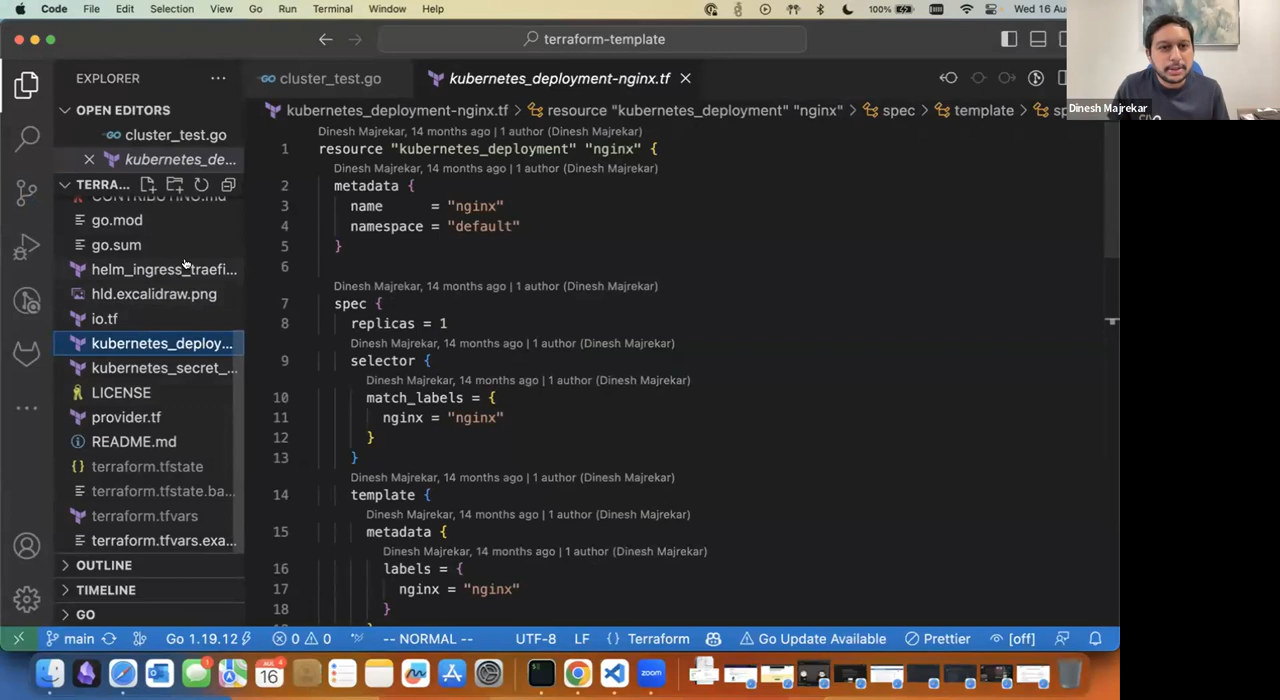 Code File Edit Selection View Go Run Terminal Window Help 100% Wed 16 Au
terraform-template
EXPLORER
cluster_test.go
kubernetes_deployment-nginx.tf
OPEN EDITORS
cluster_test.go
kubernetes_de...
TERRA...
CONTRIBUTING.md
go.mod
go.sum
helm_ingress_traefi...
hld.excalidraw.png
io.tf
kubernetes_deploy...
kubernetes_secret_...
LICENSE
provider.tf
README.md
terraform.tfstate
terraform.tfstate.ba...
terraform.tfvars
terraform.tfvars.exa...
OUTLINE
TIMELINE
GO
kubernetes_deployment-nginx.tf > resource "kubernetes_deployment" "nginx" > spec > template > sp
Dinesh Majrekar, 14 months ago | 1 author (Dinesh Majrekar)
1 resource "kubernetes_deployment" "nginx" {
Dinesh Majrekar, 14 months ago | 1 author (Dinesh Majrekar)
2 metadata {
3 name = "nginx"
4 namespace = "default"
5 }
6
Dinesh Majrekar, 14 months ago | 1 author (Dinesh Majrekar)
7 spec {
8 replicas = 1
Dinesh Majrekar, 14 months ago | 1 author (Dinesh Majrekar)
9 selector {
Dinesh Majrekar, 14 months ago | 1 author (Dinesh Majrekar)
10 match_labels = {
11 nginx = "nginx"
12 }
13 }
Dinesh Majrekar, 14 months ago | 1 author (Dinesh Majrekar)
14 template {
Dinesh Majrekar, 14 months ago | 1 author (Dinesh Majrekar)
15 metadata {
Dinesh Majrekar, 14 months ago | 1 author (Dinesh Majrekar)
16 labels = {
17 nginx = "nginx"
18 }
main Go 1.19.12 0 0 -- NORMAL -- UTF-8 LF {} Terraform Go Update Available Prettier [off]
Dinesh Majrekar
AUG
16
4
1
zoom